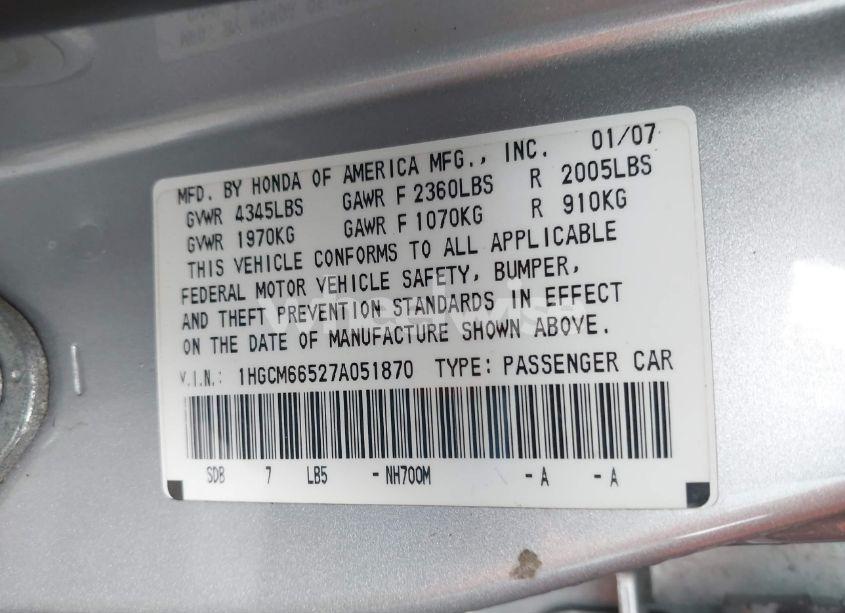 MFD. BY HONDA OF AMERICA MFG., INC. 01/07
GVWR 4345LBS GAWR F 2360LBS R 2005LBS
GVWR 1970KG GAWR F 1070KG R 910KG
THIS VEHICLE CONFORMS TO ALL APPLICABLE
FEDERAL MOTOR VEHICLE SAFETY, BUMPER,
AND THEFT PREVENTION STANDARDS IN EFFECT
ON THE DATE OF MANUFACTURE SHOWN ABOVE.
V.I.N.: 1HGCM66527A051870 TYPE: PASSENGER CAR
SDB 7 LB5 - NH700M - A - A